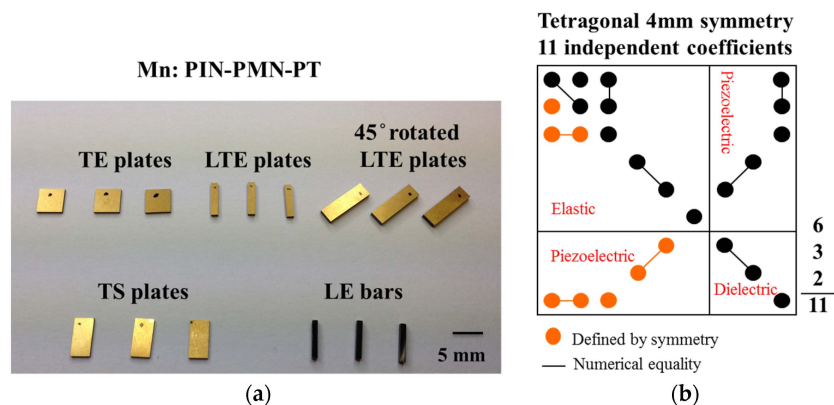 Mn: PIN-PMN-PT
TE plates
LTE plates
45° rotated
LTE plates
TS plates
LE bars
5 mm
(a)
Tetragonal 4mm symmetry
11 independent coefficients
Piezoelectric
Elastic
Piezoelectric
Dielectric
6
3
2
11
Defined by symmetry
Numerical equality
(b)